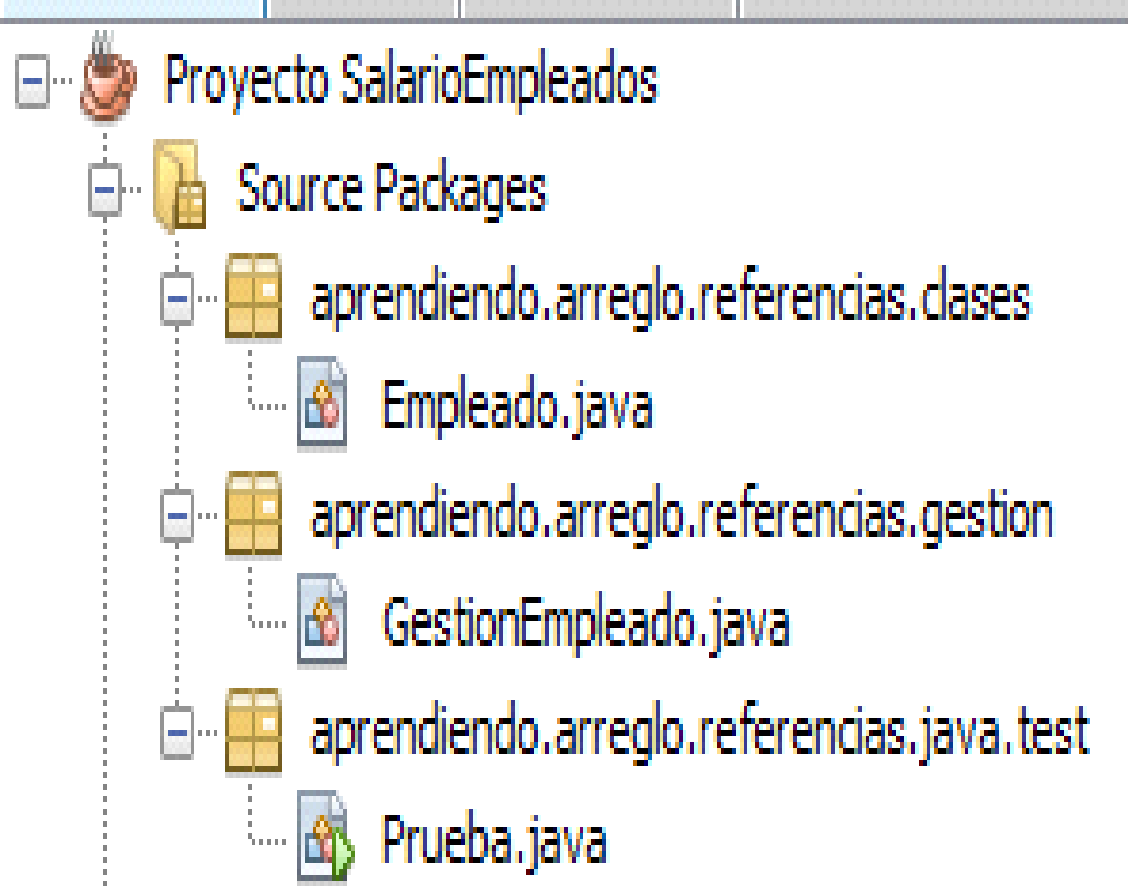 Proyecto SalarioEmpleados
Source Packages
aprendiendo.arreglo.referencias.clases
Empleado.java
aprendiendo.arreglo.referencias.gestion
GestionEmpleado.java
aprendiendo.arreglo.referencias.java.test
Prueba.java